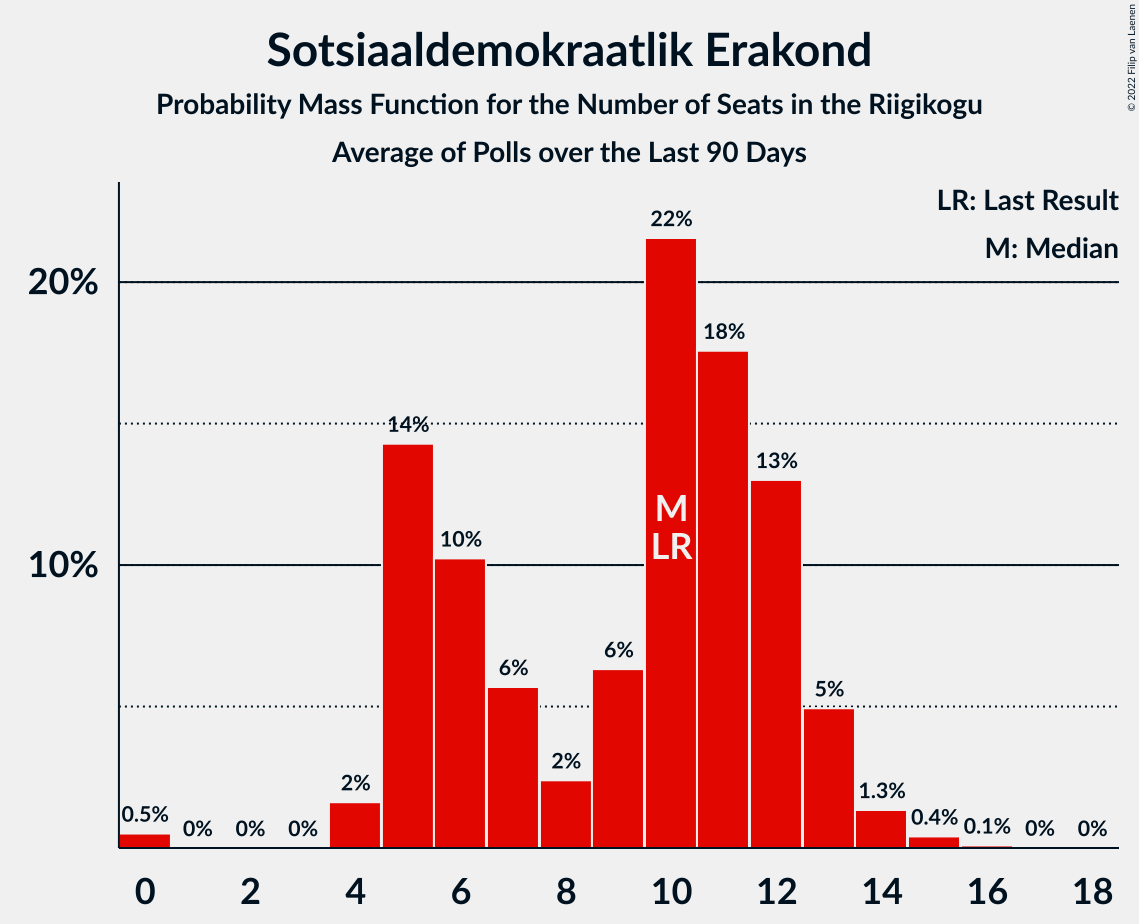 Sotsiaaldemokraatlik Erakond
Probability Mass Function for the Number of Seats in the Riigikogu
Average of Polls over the Last 90 Days
© 2022 Filip van Laenen
LR: Last Result
M: Median
22%
20%
18%
14%
13%
M
10%
LR
10%
6%
6%
5%
2%
2%
1.3%
0.5%
0%
0%
0%
0.4%
0.1%
0%
0%
0 2 4 6 8 10 12 14 16 18